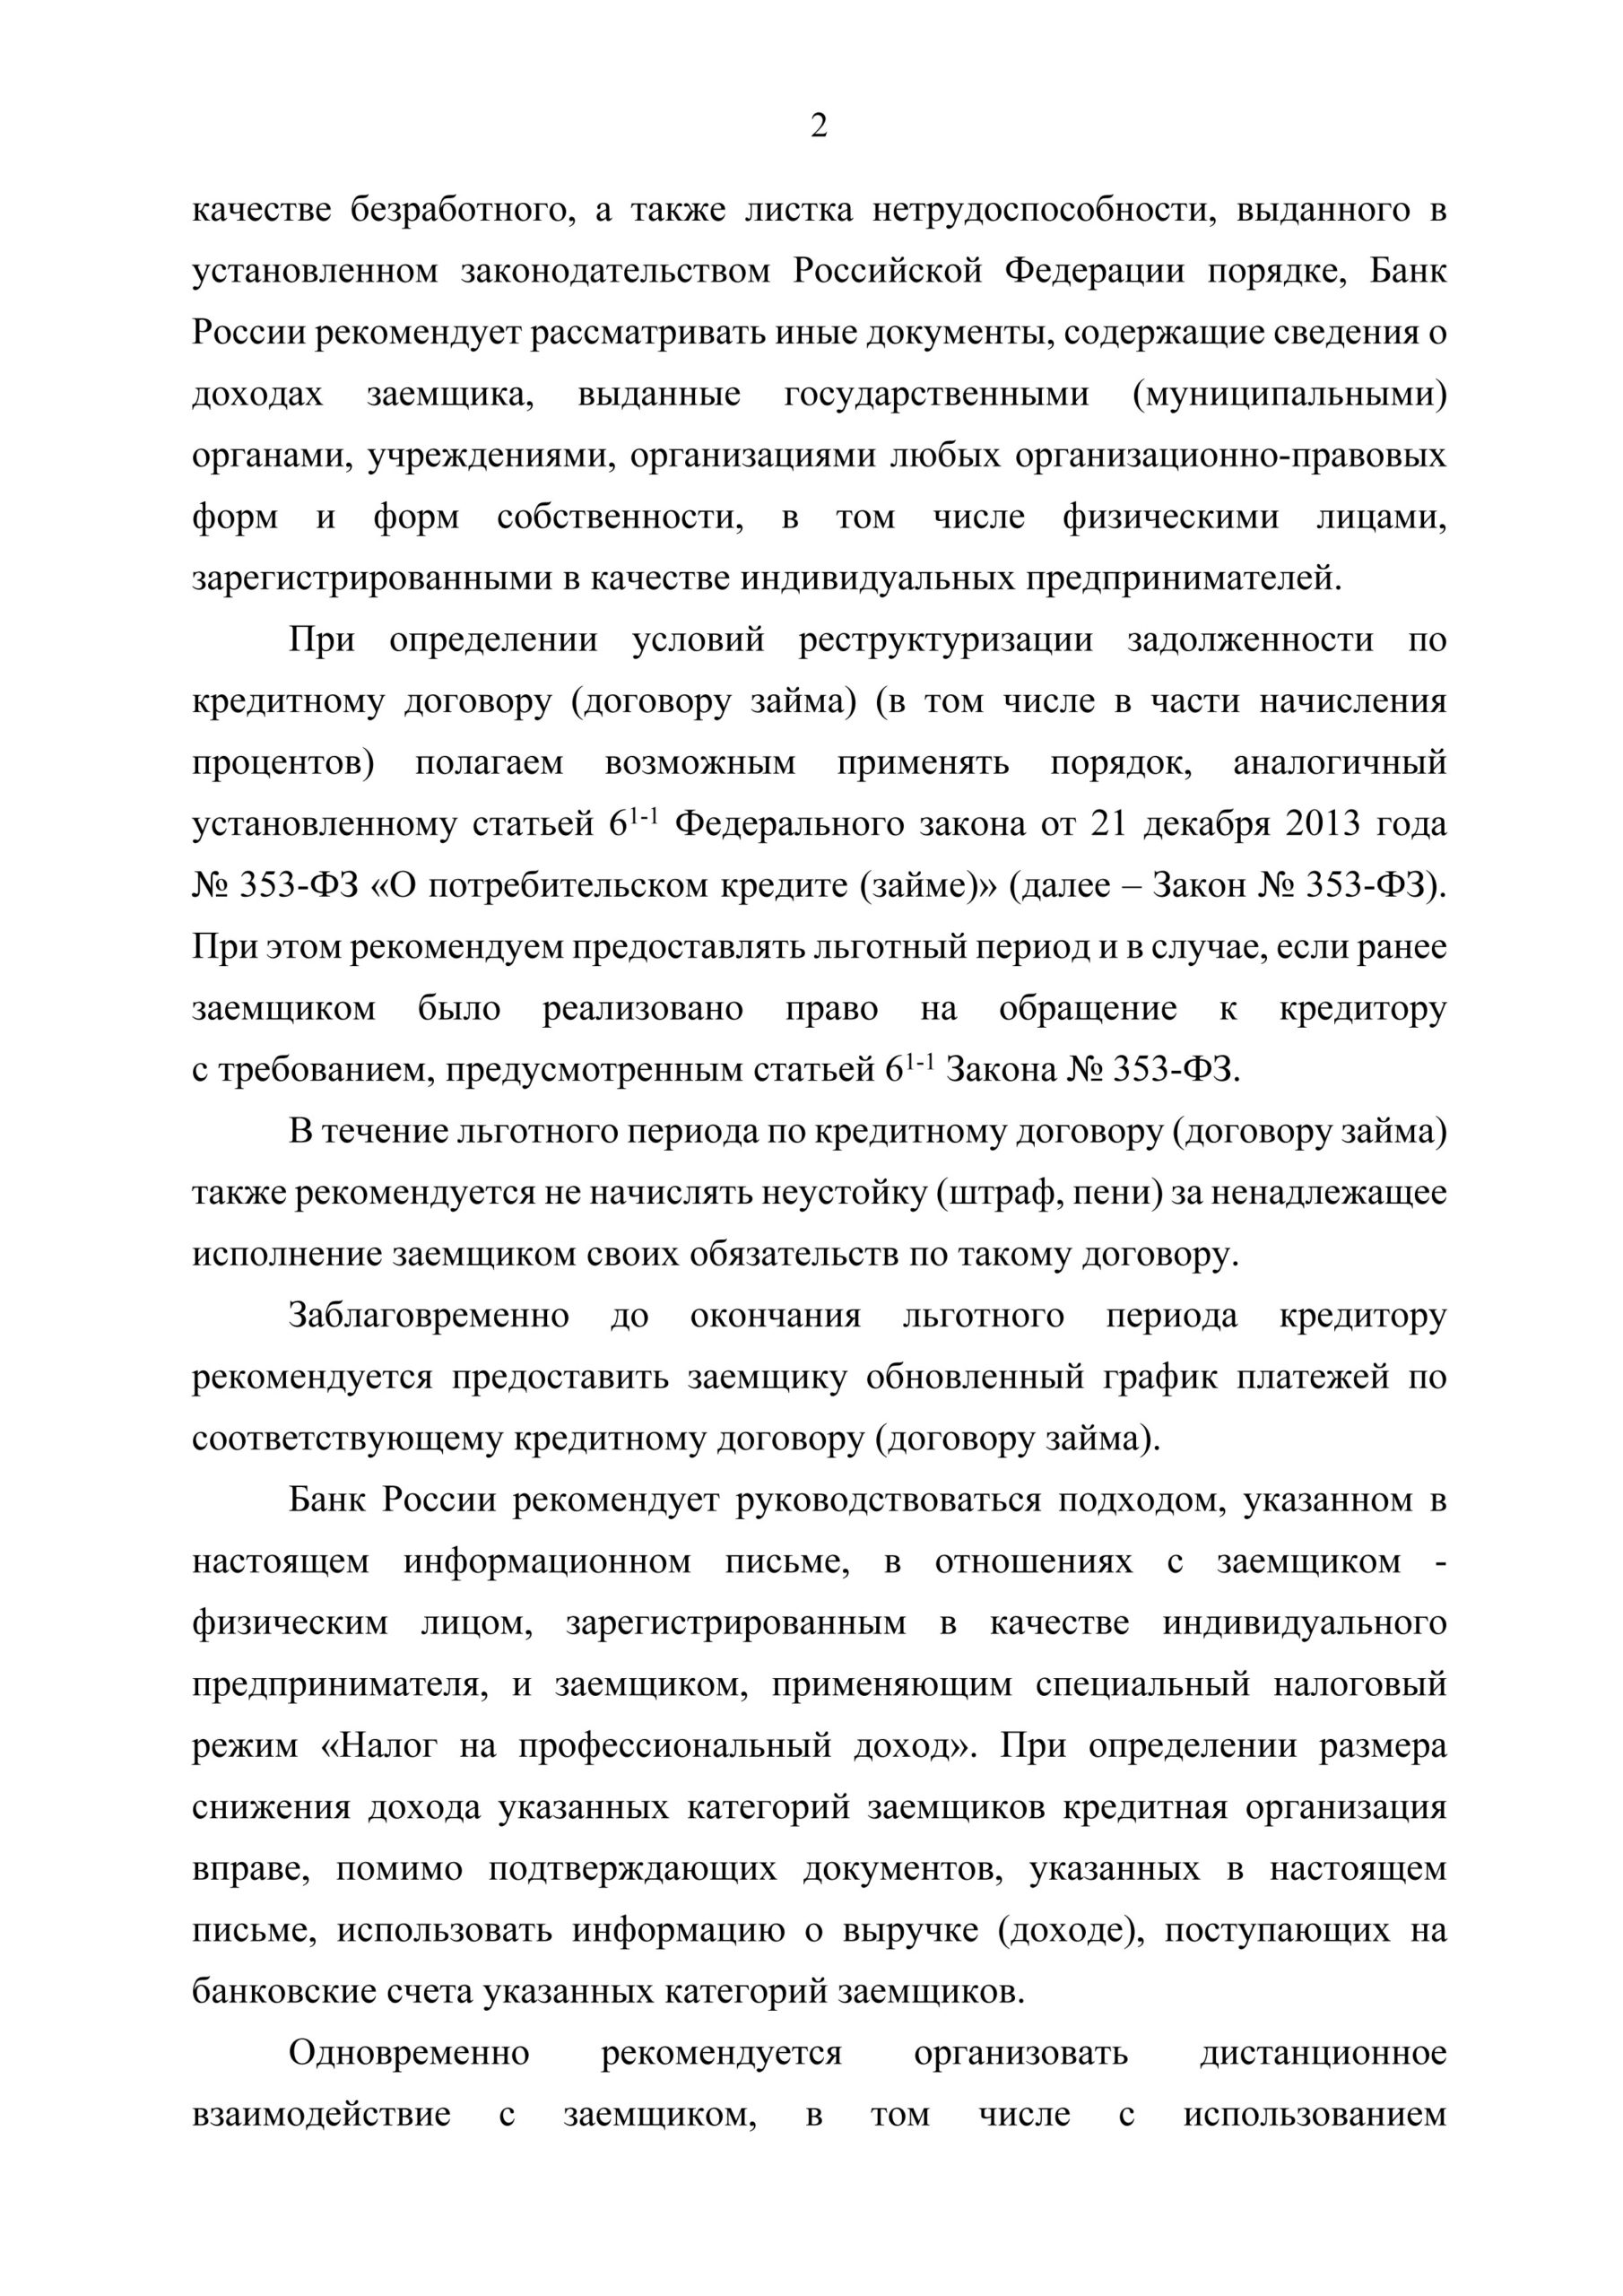 2
качестве безработного, а также листка нетрудоспособности, выданного в
установленном законодательством Российской Федерации порядке, Банк
России рекомендует рассматривать иные документы, содержащие сведения о
доходах заемщика, выданные государственными (муниципальными)
органами, учреждениями, организациями любых организационно-правовых
форм и форм собственности, в том числе физическими лицами,
зарегистрированными в качестве индивидуальных предпринимателей.
При определении условий реструктуризации задолженности по
кредитному договору (договору займа) (в том числе в части начисления
процентов) полагаем возможным применять порядок, аналогичный
установленному статьей 6¹⁻¹ Федерального закона от 21 декабря 2013 года
№ 353-ФЗ «О потребительском кредите (займе)» (далее – Закон № 353-ФЗ).
При этом рекомендуем предоставлять льготный период и в случае, если ранее
заемщиком было реализовано право на обращение к кредитору
с требованием, предусмотренным статьей 6¹⁻¹ Закона № 353-ФЗ.
В течение льготного периода по кредитному договору (договору займа)
также рекомендуется не начислять неустойку (штраф, пени) за ненадлежащее
исполнение заемщиком своих обязательств по такому договору.
Заблаговременно до окончания льготного периода кредитору
рекомендуется предоставить заемщику обновленный график платежей по
соответствующему кредитному договору (договору займа).
Банк России рекомендует руководствоваться подходом, указанном в
настоящем информационном письме, в отношениях с заемщиком -
физическим лицом, зарегистрированным в качестве индивидуального
предпринимателя, и заемщиком, применяющим специальный налоговый
режим «Налог на профессиональный доход». При определении размера
снижения дохода указанных категорий заемщиков кредитная организация
вправе, помимо подтверждающих документов, указанных в настоящем
письме, использовать информацию о выручке (доходе), поступающих на
банковские счета указанных категорий заемщиков.
Одновременно рекомендуется организовать дистанционное
взаимодействие с заемщиком, в том числе с использованием